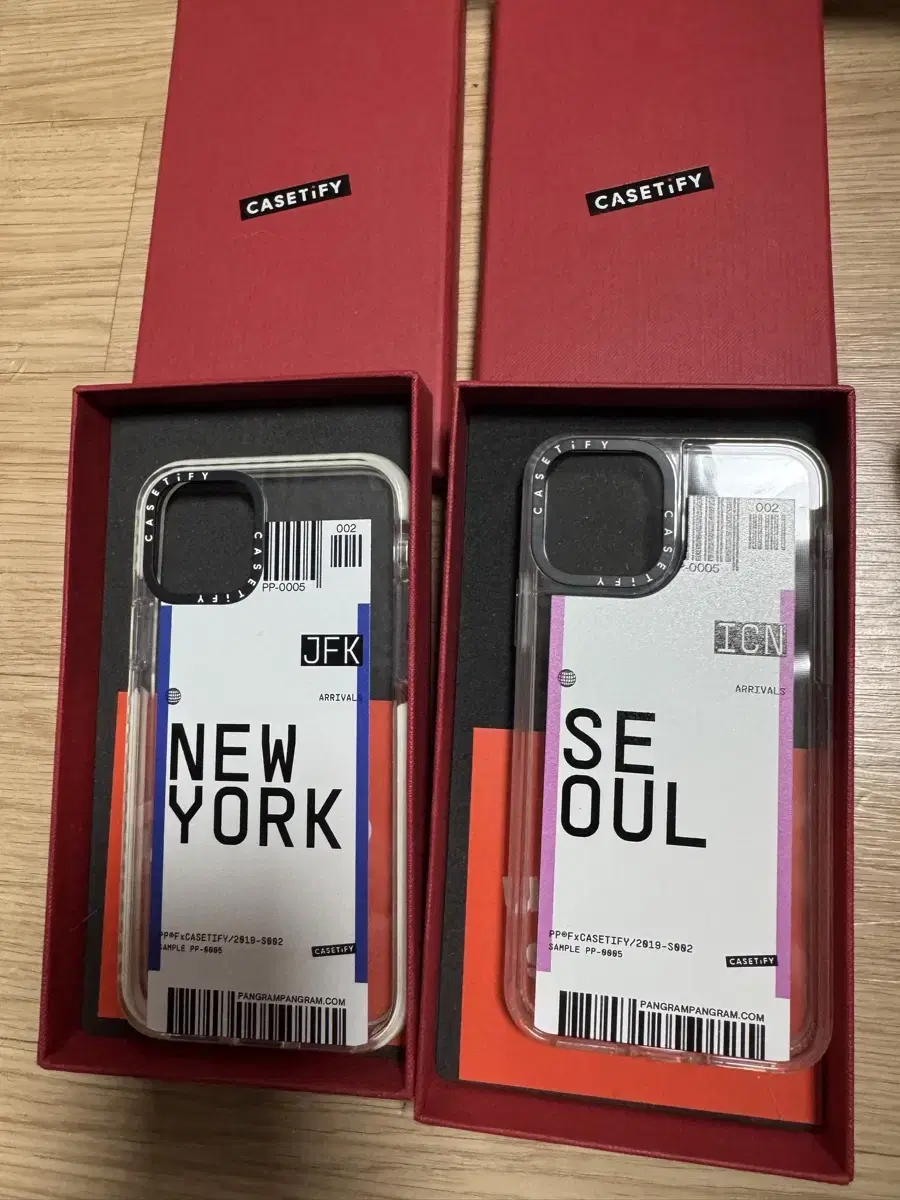 CASETiFY
CASETiFY
CASETiFY
CASETiFY
CASETiFY
002
PP-0005
JFK
ARRIVALS
NEW
YORK
PP®FxCASETIFY/2019-S002
SAMPLE PP-0005
CASETiFY
PANGRAMPANGRAM.COM
CASETiFY
CASETiFY
CASETiFY
002
-0005
ICN
ARRIVALS
SE
OUL
PP®FxCASETIFY/2019-S002
SAMPLE PP-0005
CASETiFY
PANGRAMPANGRAM.COM